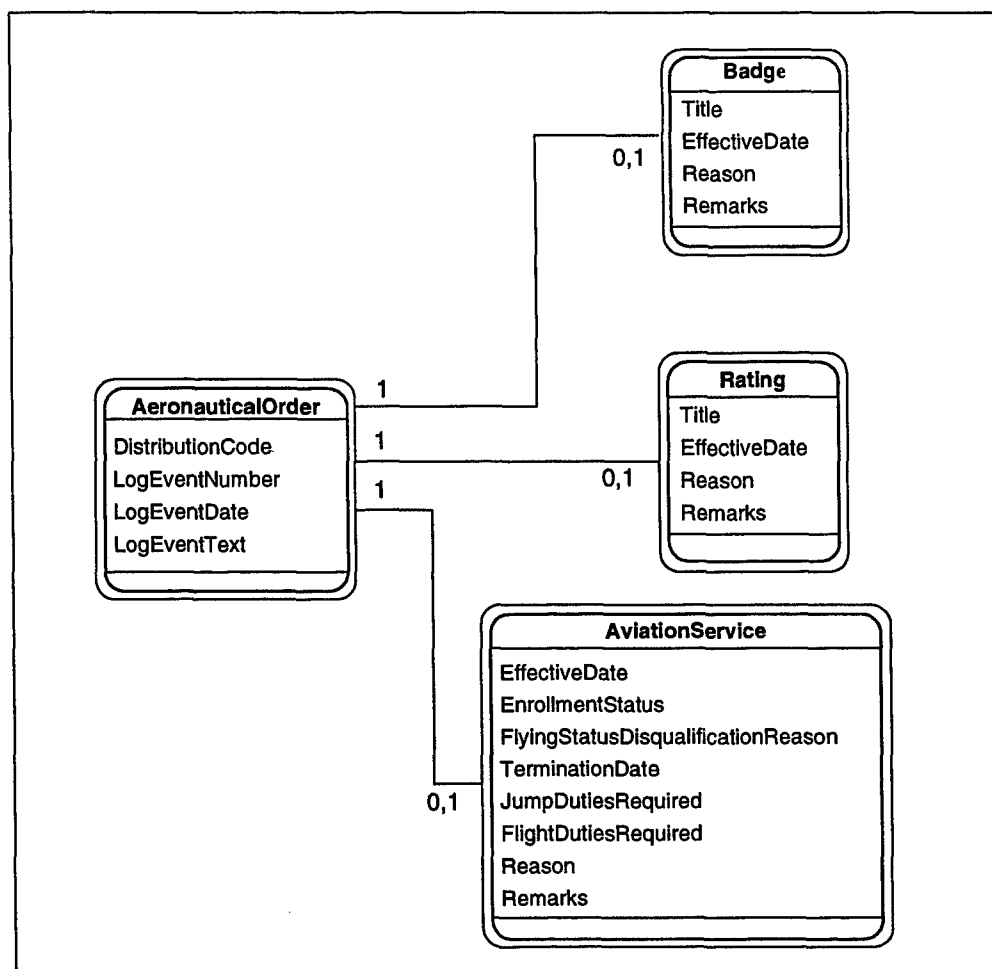 Badge
Title
EffectiveDate
Reason
Remarks
0,1
Rating
Title
EffectiveDate
Reason
Remarks
0,1
AeronauticalOrder
DistributionCode
LogEventNumber
LogEventDate
LogEventText
1
1
1
AviationService
EffectiveDate
EnrollmentStatus
FlyingStatusDisqualificationReason
TerminationDate
JumpDutiesRequired
FlightDutiesRequired
Reason
Remarks
0,1